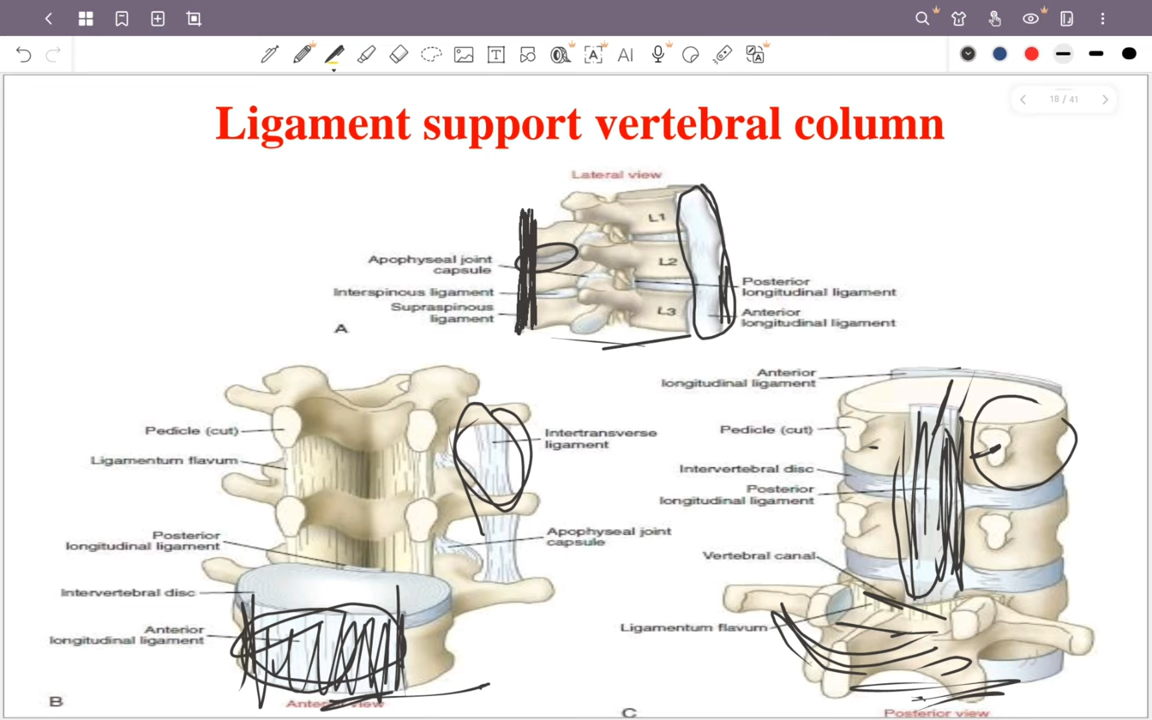 18 / 41
Ligament support vertebral column
Lateral view
L1
L2
L3
Apophyseal joint
capsule
Interspinous ligament
Supraspinous
ligament
Posterior
longitudinal ligament
Anterior
longitudinal ligament
A
Pedicle (cut)
Ligamentum flavum
Posterior
longitudinal ligament
Intervertebral disc
Anterior
longitudinal ligament
Intertransverse
ligament
Apophyseal joint
capsule
B
Anterior view
Anterior
longitudinal ligament
Pedicle (cut)
Intervertebral disc
Posterior
longitudinal ligament
Vertebral canal
Ligamentum flavum
C
Posterior view